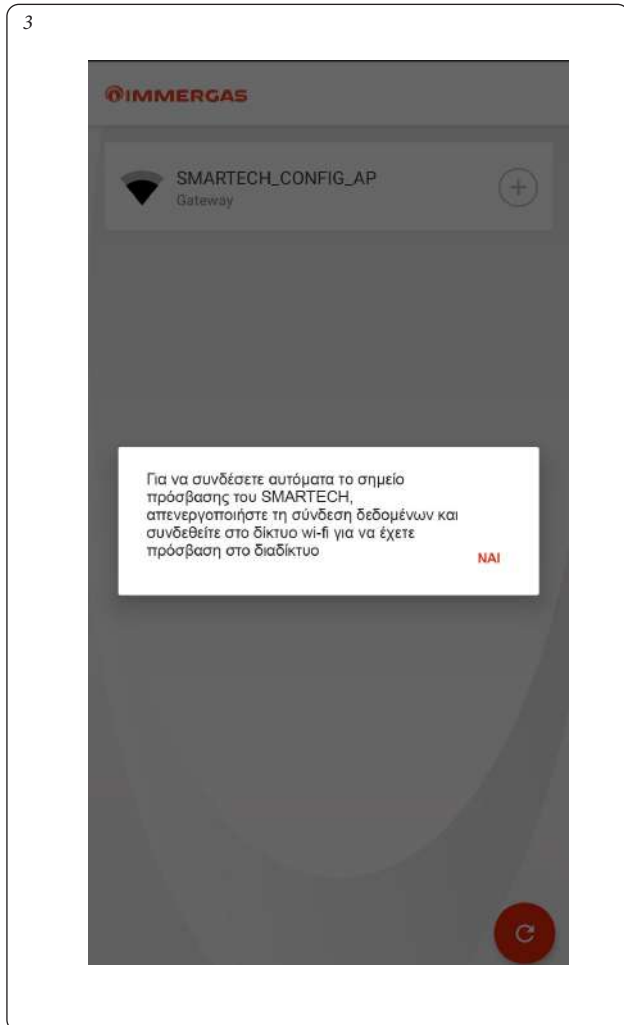 3
IMMERGAS
SMARTECH_CONFIG_AP
Gateway
Για να συνδέσετε αυτόματα το σημείο
πρόσβασης του SMARTECH,
απενεργοποιήστε τη σύνδεση δεδομένων και
συνδεθείτε στο δίκτυο wi-fi για να έχετε
πρόσβαση στο διαδίκτυο
ΝΑΙ